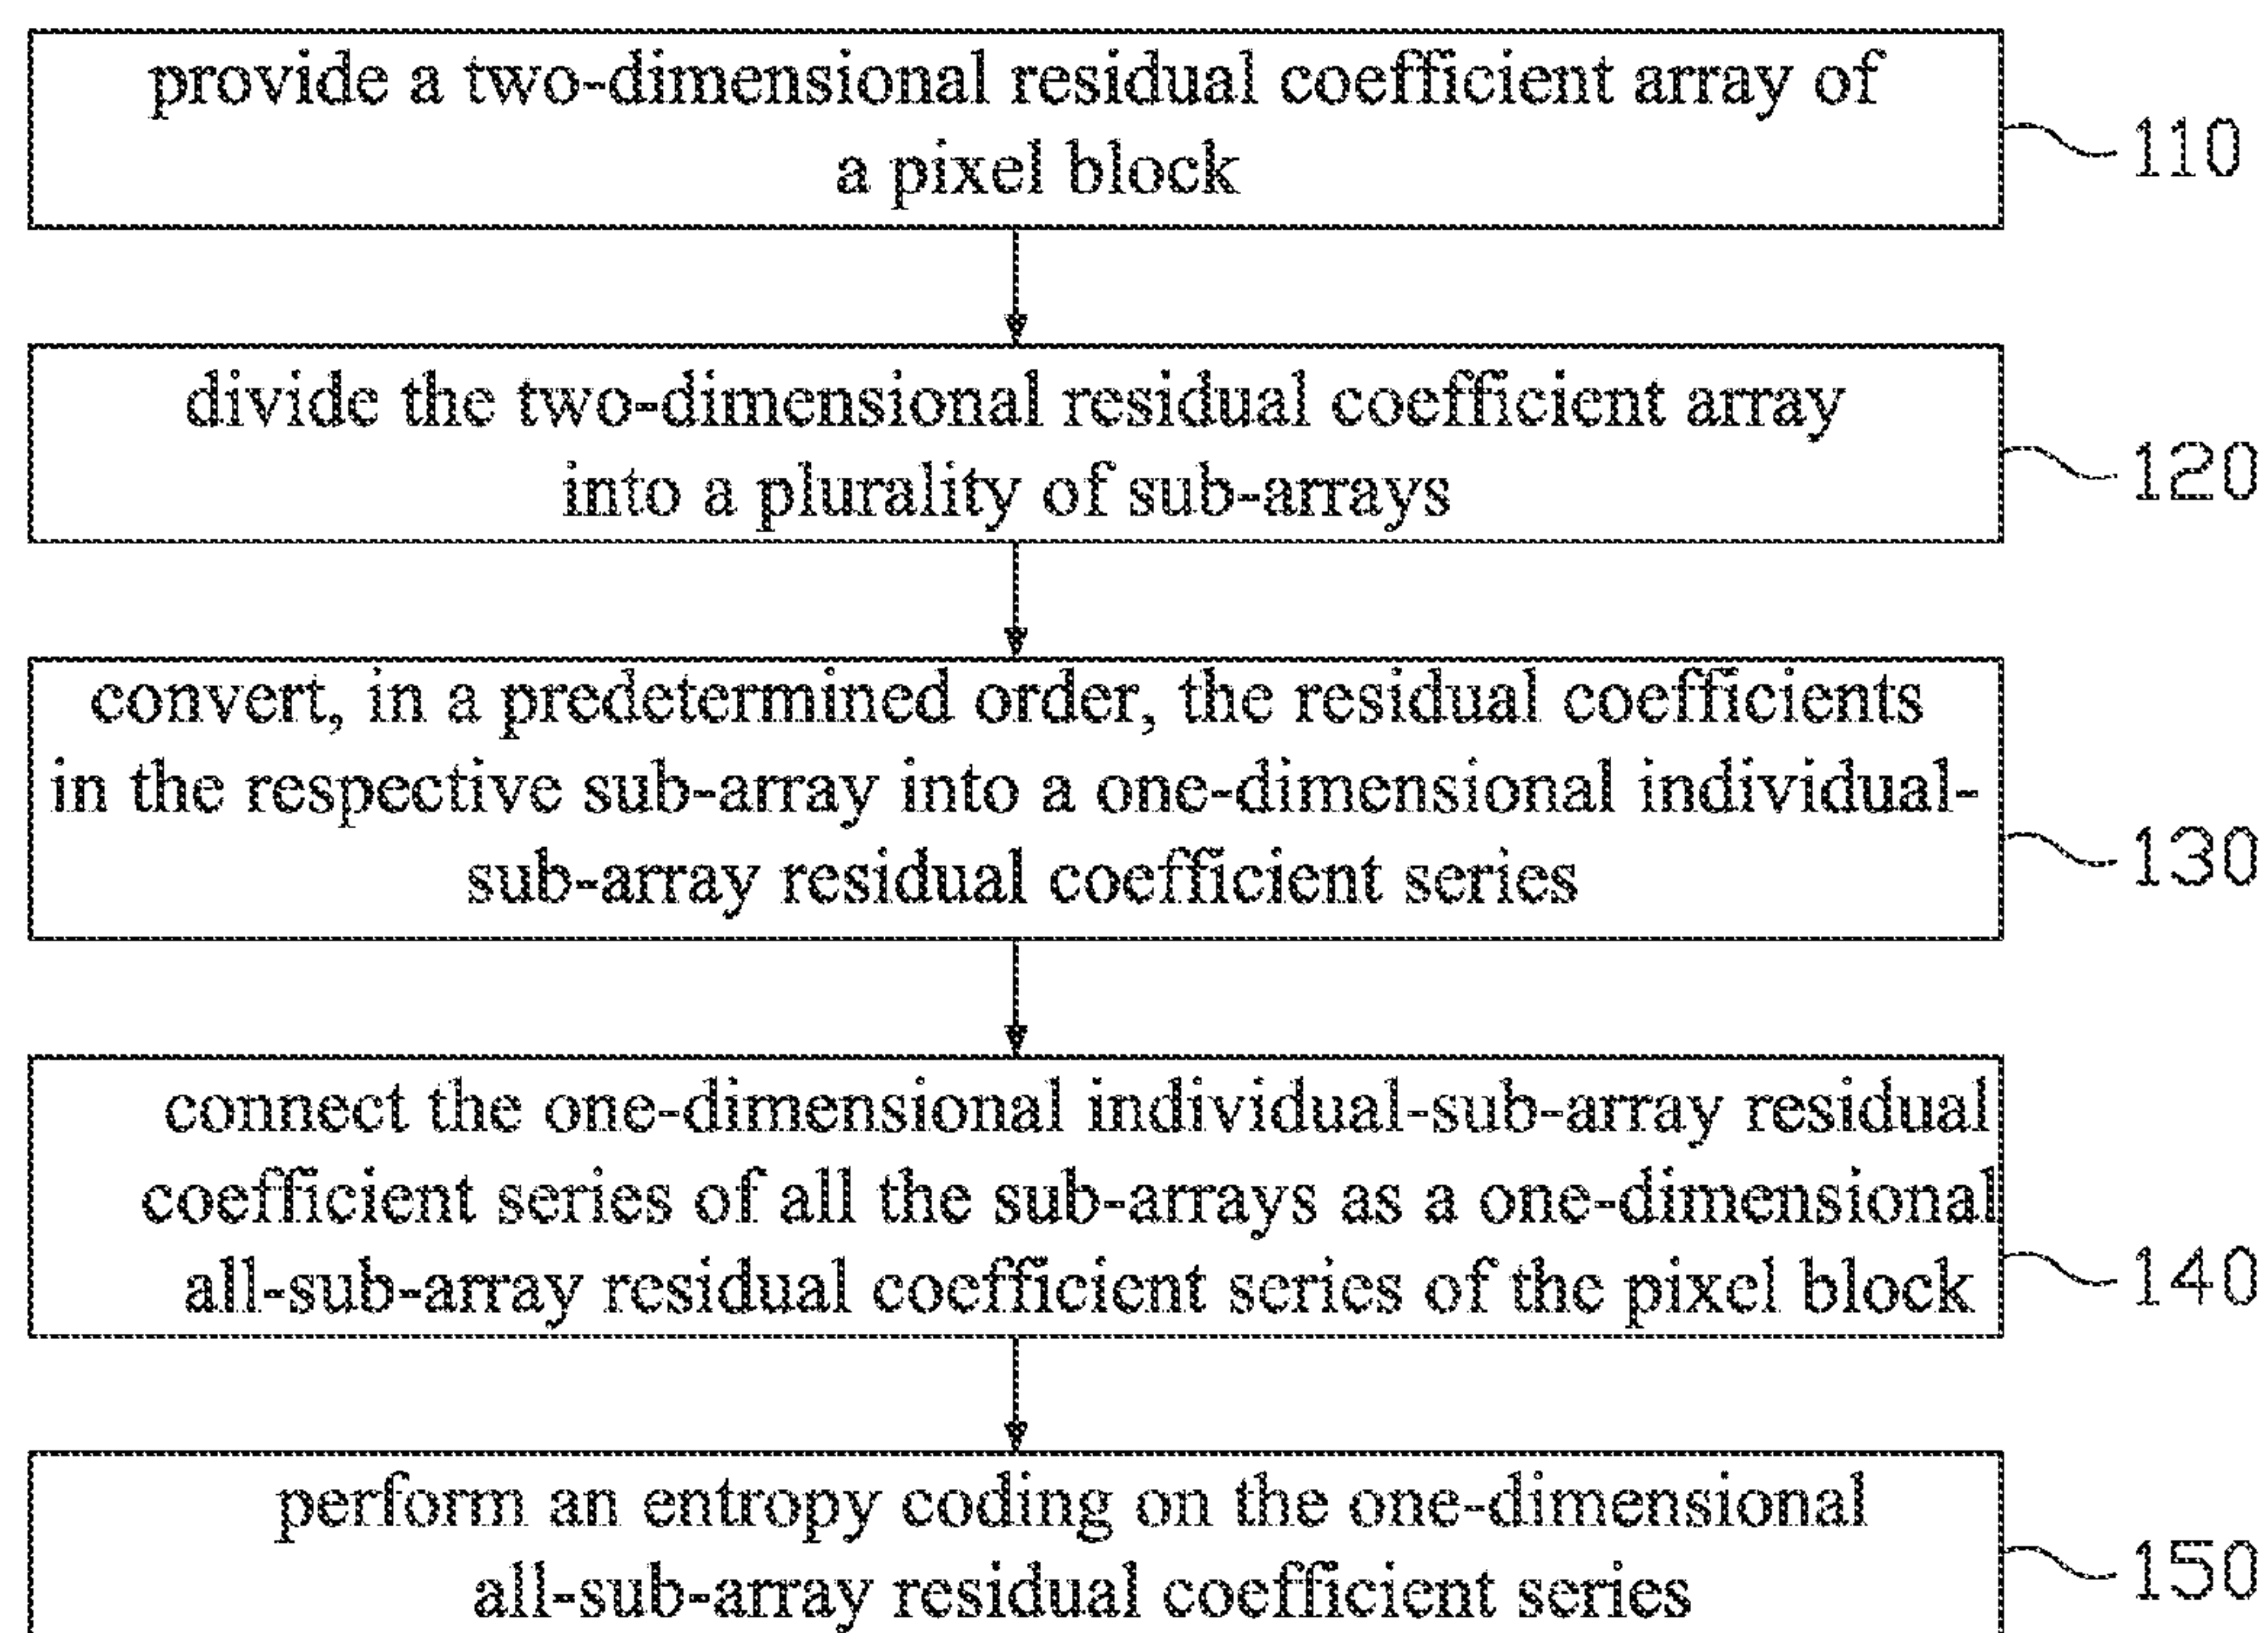 provide a two-dimensional residual coefficient array of
a pixel block
110
divide the two-dimensional residual coefficient array
into a plurality of sub-arrays
120
convert, in a predetermined order, the residual coefficients
in the respective sub-array into a one-dimensional individual-
sub-array residual coefficient series
130
connect the one-dimensional individual-sub-array residual
coefficient series of all the sub-arrays as a one-dimensional
all-sub-array residual coefficient series of the pixel block
140
perform an entropy coding on the one-dimensional
all-sub-array residual coefficient series
150